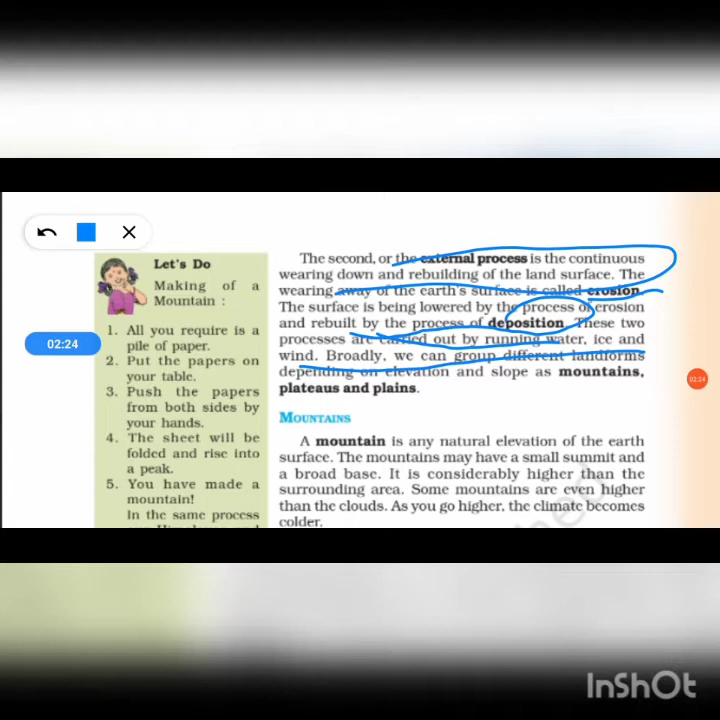 Let's Do
Making of a
Mountain :
1. All you require is a
pile of paper.
2. Put the papers on
your table.
3. Push the papers
from both sides by
your hands.
4. The sheet will be
folded and rise into
a peak.
5. You have made a
mountain!
In the same process
02:24
The second, or the external process is the continuous
wearing down and rebuilding of the land surface. The
wearing away of the earth's surface is called erosion.
The surface is being lowered by the process of erosion
and rebuilt by the process of deposition. These two
processes are carried out by running water, ice and
wind. Broadly, we can group different landforms
depending on elevation and slope as mountains,
plateaus and plains.
MOUNTAINS
A mountain is any natural elevation of the earth
surface. The mountains may have a small summit and
a broad base. It is considerably higher than the
surrounding area. Some mountains are even higher
than the clouds. As you go higher, the climate becomes
colder.
02:24
InShOt